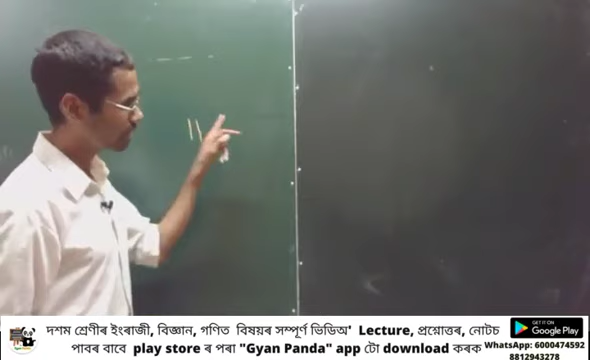 দশম শ্ৰেণীৰ ইংৰাজী, বিজ্ঞান, গণিত বিষয়ৰ সম্পূৰ্ণ ভিডিঅ' Lecture, প্ৰয়োত্তৰ, নোটচ
পাবৰ বাবে play store ৰ পৰা "Gyan Panda" app টো download কৰক
GET IT ON
Google Play
WhatsApp: 6000474592
8812943278